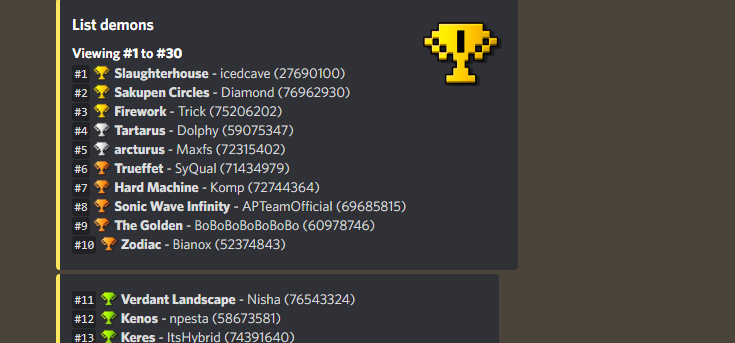 List demons
Viewing #1 to #30
#1 Slaughterhouse - icedcave (27690100)
#2 Sakupen Circles - Diamond (76962930)
#3 Firework - Trick (75206202)
#4 Tartarus - Dolphy (59075347)
#5 arcturus - Maxfs (72315402)
#6 Trueffet - SyQual (71434979)
#7 Hard Machine - Komp (72744364)
#8 Sonic Wave Infinity - APTeamOfficial (69685815)
#9 The Golden - BoBoBoBoBoBoBo (60978746)
#10 Zodiac - Bianox (52374843)
#11 Verdant Landscape - Nisha (76543324)
#12 Kenos - npesta (58673581)
#13 Keres - ItsHybrid (74391640)